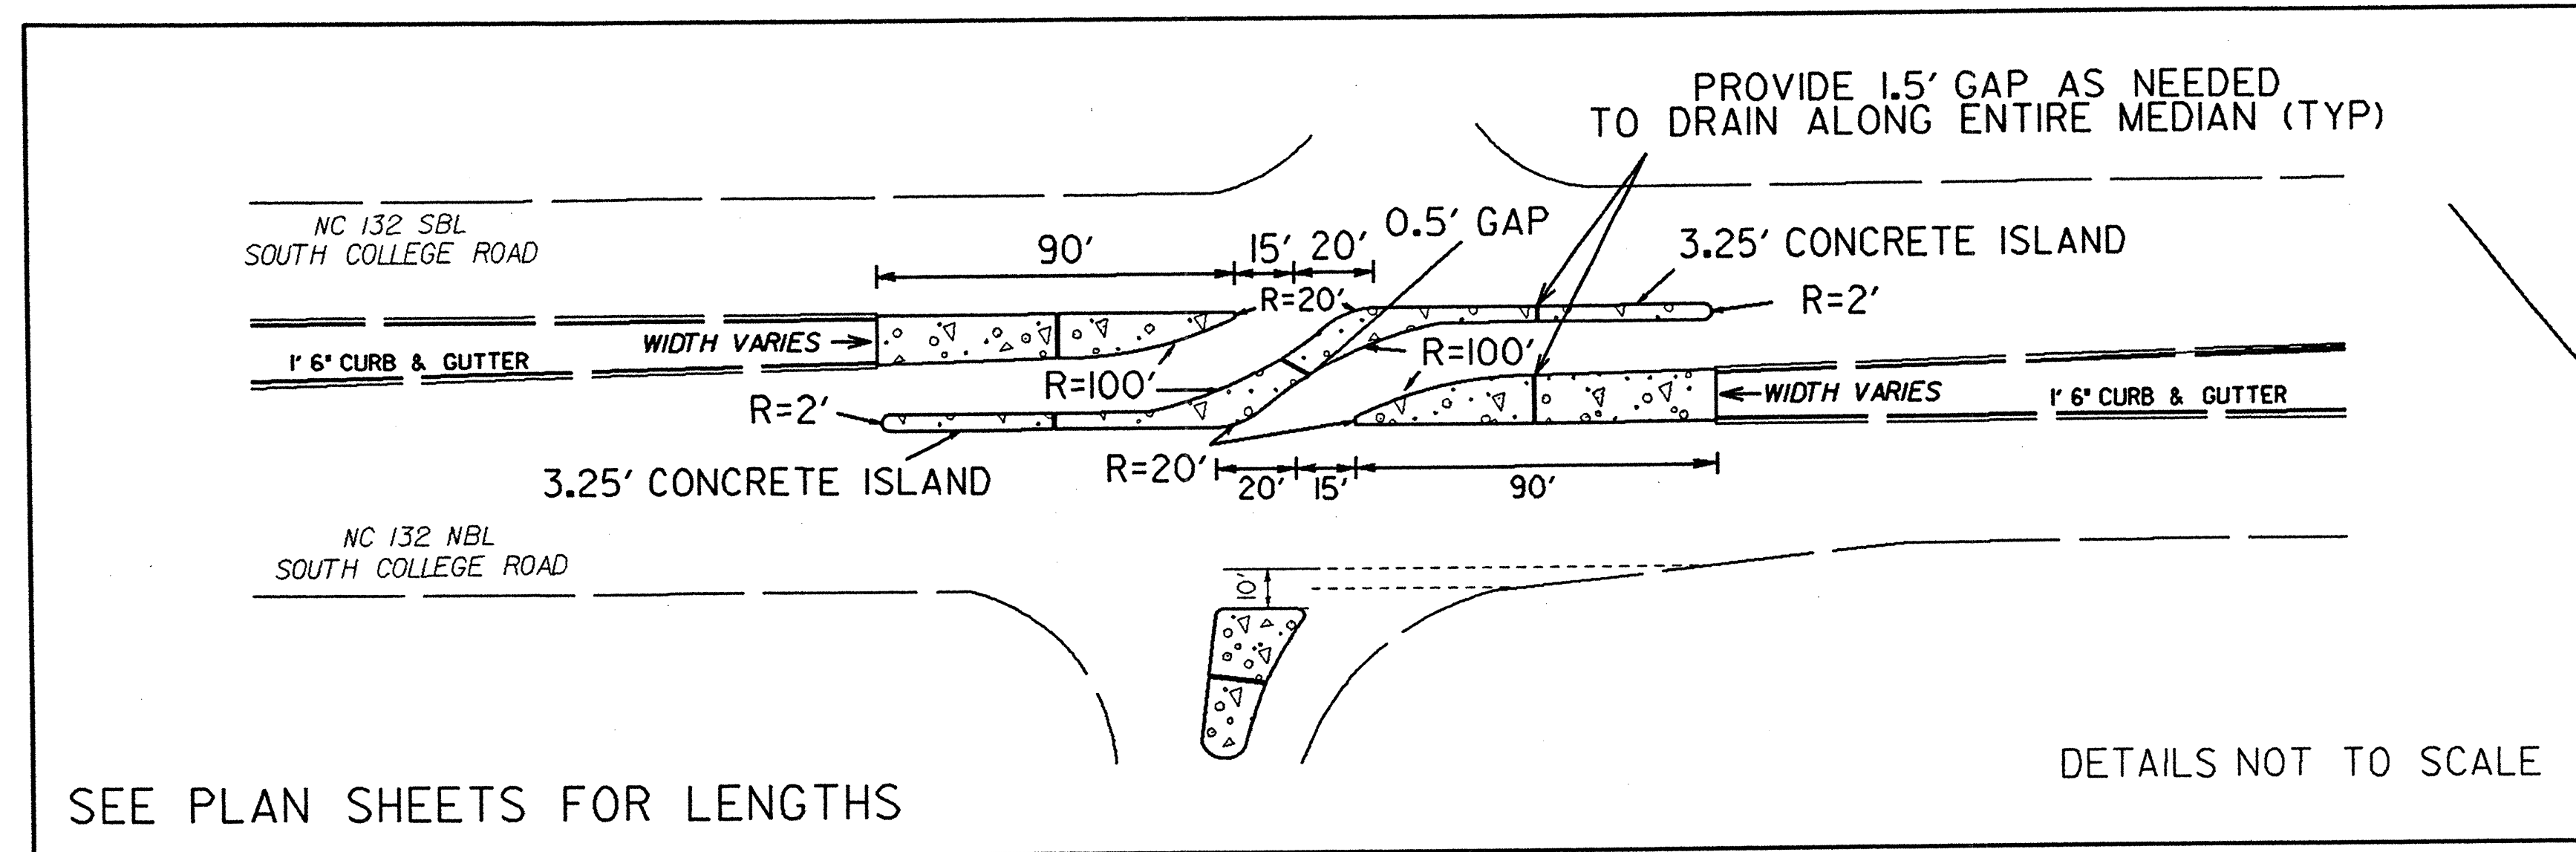 PROVIDE 1.5' GAP AS NEEDED
TO DRAIN ALONG ENTIRE MEDIAN (TYP)
NC 132 SBL
SOUTH COLLEGE ROAD
90'
15'
20'
0.5' GAP
3.25' CONCRETE ISLAND
R=20'
R=2'
WIDTH VARIES
1' 6" CURB & GUTTER
R=100'
R=100'
R=2'
WIDTH VARIES
1' 6" CURB & GUTTER
3.25' CONCRETE ISLAND
R=20'
20'
15'
90'
NC 132 NBL
SOUTH COLLEGE ROAD
10'
DETAILS NOT TO SCALE
SEE PLAN SHEETS FOR LENGTHS